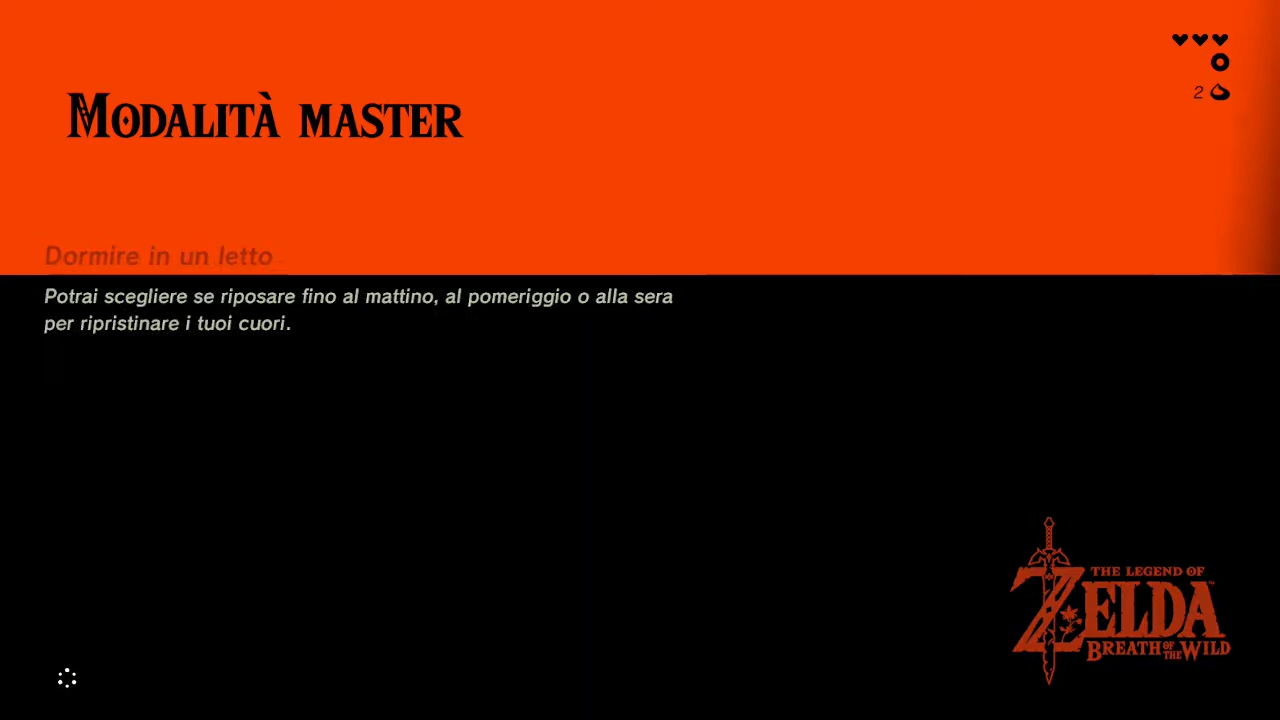 Modalità master
2
Dormire in un letto
Potrai scegliere se riposare fino al mattino, al pomeriggio o alla sera
per ripristinare i tuoi cuori.
THE LEGEND OF
ZELDA
BREATH OF THE WILD